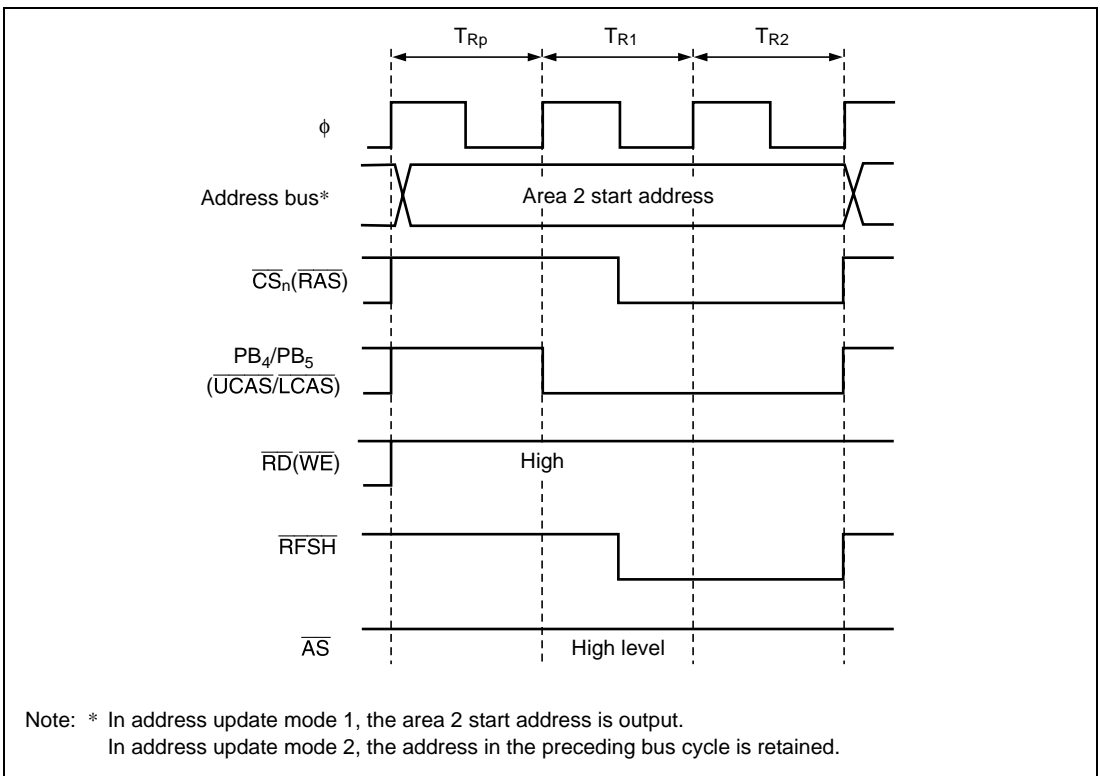 TRp TR1 TR2
φ
Address bus* Area 2 start address
CSn(RAS)
PB4/PB5
(UCAS/LCAS)
RD(WE) High
RFSH
AS High level
Note: * In address update mode 1, the area 2 start address is output.
In address update mode 2, the address in the preceding bus cycle is retained.